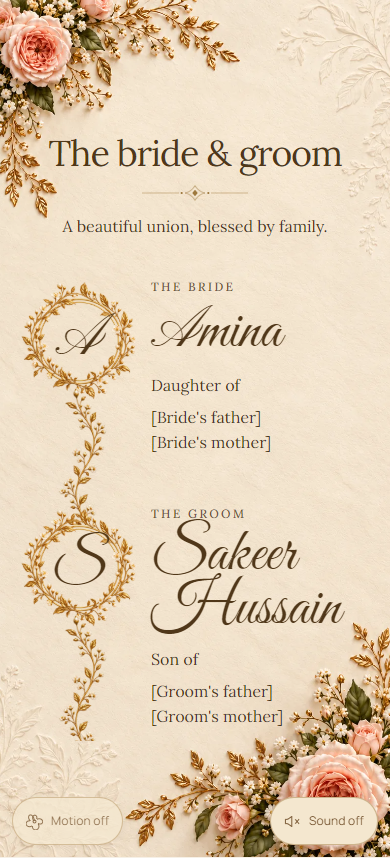 The bride & groom
A beautiful union, blessed by family.
THE BRIDE
A
Amina
Daughter of
[Bride's father]
[Bride's mother]
THE GROOM
S
Sakeer
Hussain
Son of
[Groom's father]
[Groom's mother]
Motion off
Sound off